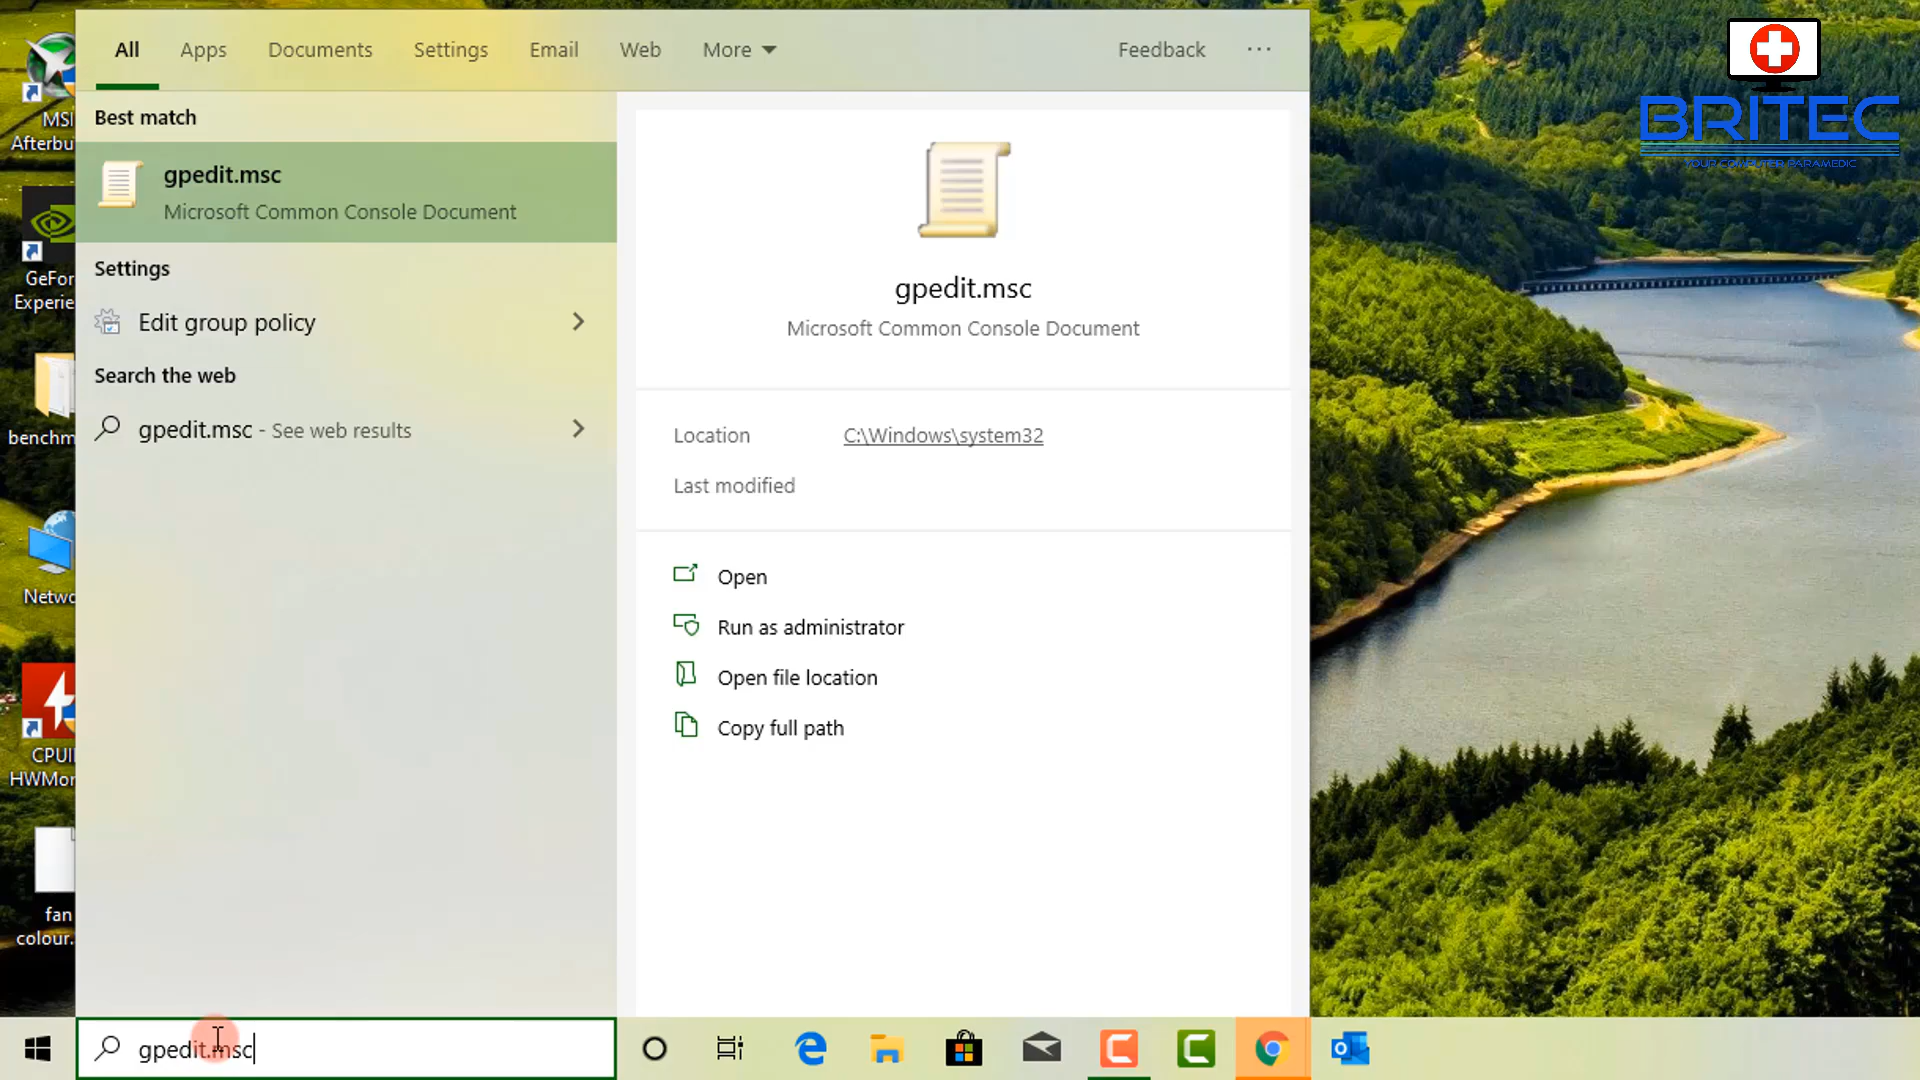 All
Apps
Documents
Settings
Email
Web
More
Feedback
Best match
gpedit.msc
Microsoft Common Console Document
Settings
Edit group policy
Search the web
gpedit.msc - See web results
gpedit.msc
Microsoft Common Console Document
Location C:\Windows\system32
Last modified
Open
Run as administrator
Open file location
Copy full path
MSI
Afterbu
GeFor
Experie
benchm
Netwo
CPUI
HWMon
fan
colour.
gpedit.msc
BRITEC
YOUR COMPUTER PARAMEDIC